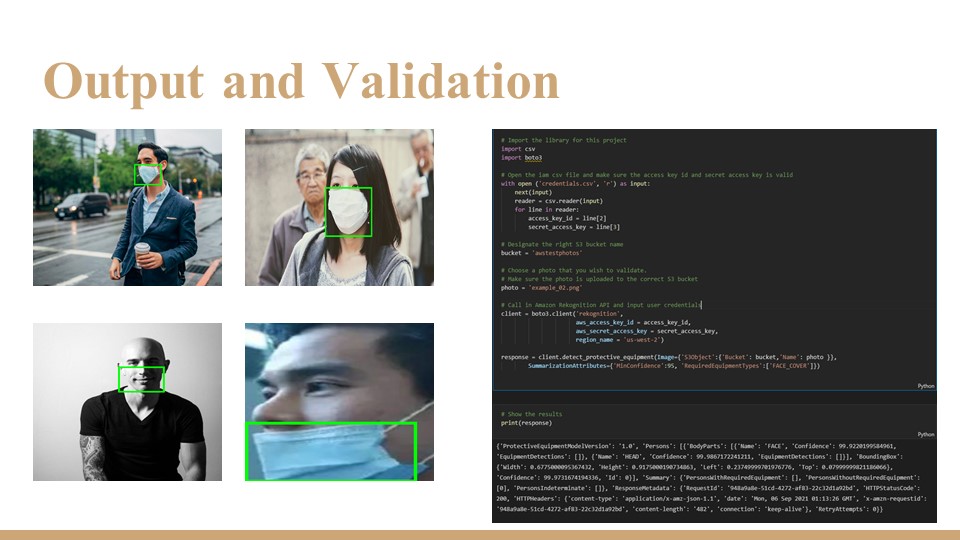 Output and Validation
# Import the library for this project
import csv
import boto3
# Open the iam csv file and make sure the access key id and secret access key is valid
with open ('credentials.csv', 'r') as input:
next(input)
reader = csv.reader(input)
for line in reader:
access_key_id = line[2]
secret_access_key = line[3]
# Designate the right S3 bucket name
bucket = 'awstestphotos'
# Choose a photo that you wish to validate.
# Make sure the photo is uploaded to the correct S3 bucket
photo = 'example_02.png'
# Call in Amazon Rekognition API and input user credentials
client = boto3.client('rekognition',
aws_access_key_id = access_key_id,
aws_secret_access_key = secret_access_key,
region_name = 'us-west-2')
response = client.detect_protective_equipment(Image={'S3Object':{'Bucket': bucket,'Name': photo }},
SummarizationAttributes={'MinConfidence':95, 'RequiredEquipmentTypes':['FACE_COVER']})
Python
# Show the results
print(response)
Python
{'ProtectiveEquipmentModelVersion': '1.0', 'Persons': [{'BodyParts': [{'Name': 'FACE', 'Confidence': 99.9220199584961,
'EquipmentDetections': []}, {'Name': 'HEAD', 'Confidence': 99.9867172241211, 'EquipmentDetections': []}], 'BoundingBox':
{'Width': 0.6775000095367432, 'Height': 0.9175000190734863, 'Left': 0.23749999701976776, 'Top': 0.07999999821186066},
'Confidence': 99.9731674194336, 'Id': 0}], 'Summary': {'PersonsWithRequiredEquipment': [], 'PersonsWithoutRequiredEquipment':
[0], 'PersonsIndeterminate': []}, 'ResponseMetadata': {'RequestId': '948a9a8e-51cd-4272-af83-22c32d1a92bd', 'HTTPStatusCode':
200, 'HTTPHeaders': {'content-type': 'application/x-amz-json-1.1', 'date': 'Mon, 06 Sep 2021 01:13:26 GMT', 'x-amzn-requestid':
'948a9a8e-51cd-4272-af83-22c32d1a92bd', 'content-length': '482', 'connection': 'keep-alive'}, 'RetryAttempts': 0}}